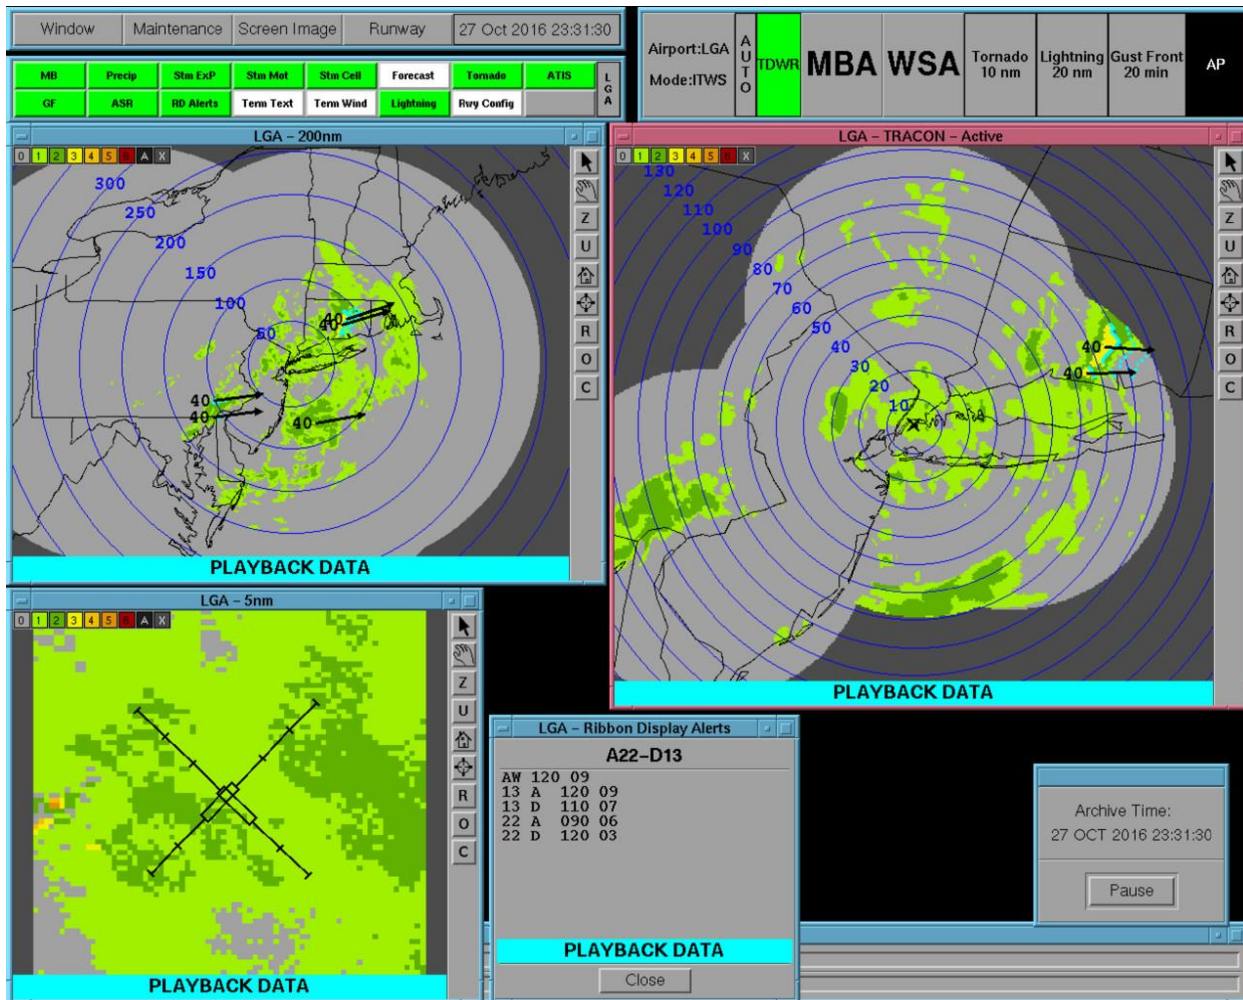 Window Maintenance Screen Image Runway 27 Oct 2016 23:31:30
MB Precip Stm ExP Stm Mot Stm Cell Forecast Tornado ATIS
GF ASR RD Alerts Term Text Term Wind Lightning Rwy Config
LGA
Airport:LGA
Mode:ITWS
AUTO
TDWR
MBA
WSA
Tornado
10 nm
Lightning
20 nm
Gust Front
20 min
AP
LGA – 200nm
0 1 2 3 4 5 6 A X
300
250
200
150
100
50
40
40
40
40
40
Z
U
R
O
C
PLAYBACK DATA
LGA – TRACON – Active
0 1 2 3 4 5 6 X
130
120
110
100
90
80
70
60
50
40
30
20
10
40
40
Z
U
R
O
C
PLAYBACK DATA
LGA – 5nm
0 1 2 3 4 5 6 A X
Z
U
R
O
C
PLAYBACK DATA
LGA – Ribbon Display Alerts
A22–D13
AW 120 09
13 A 120 09
13 D 110 07
22 A 090 06
22 D 120 03
PLAYBACK DATA
Close
Archive Time:
27 OCT 2016 23:31:30
Pause